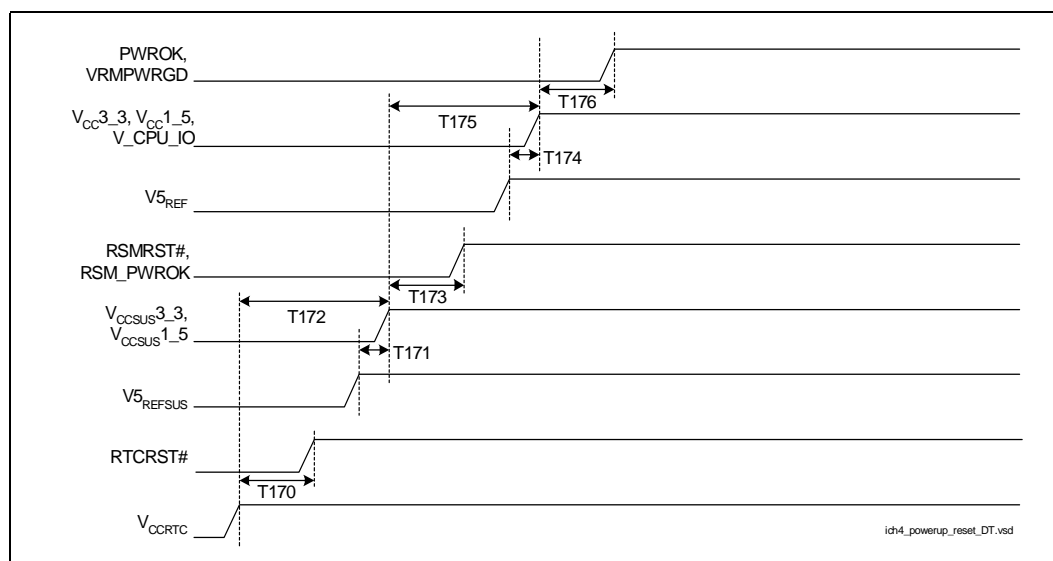 PWROK,
VRMPWRGD
T176
VCC3_3, VCC1_5,
V_CPU_IO
T175
T174
V5REF
RSMRST#,
RSM_PWROK
T173
VCCSUS3_3,
VCCSUS1_5
T172
T171
V5REFSUS
RTCRST#
T170
VCCRTC
ich4_powerup_reset_DT.vsd